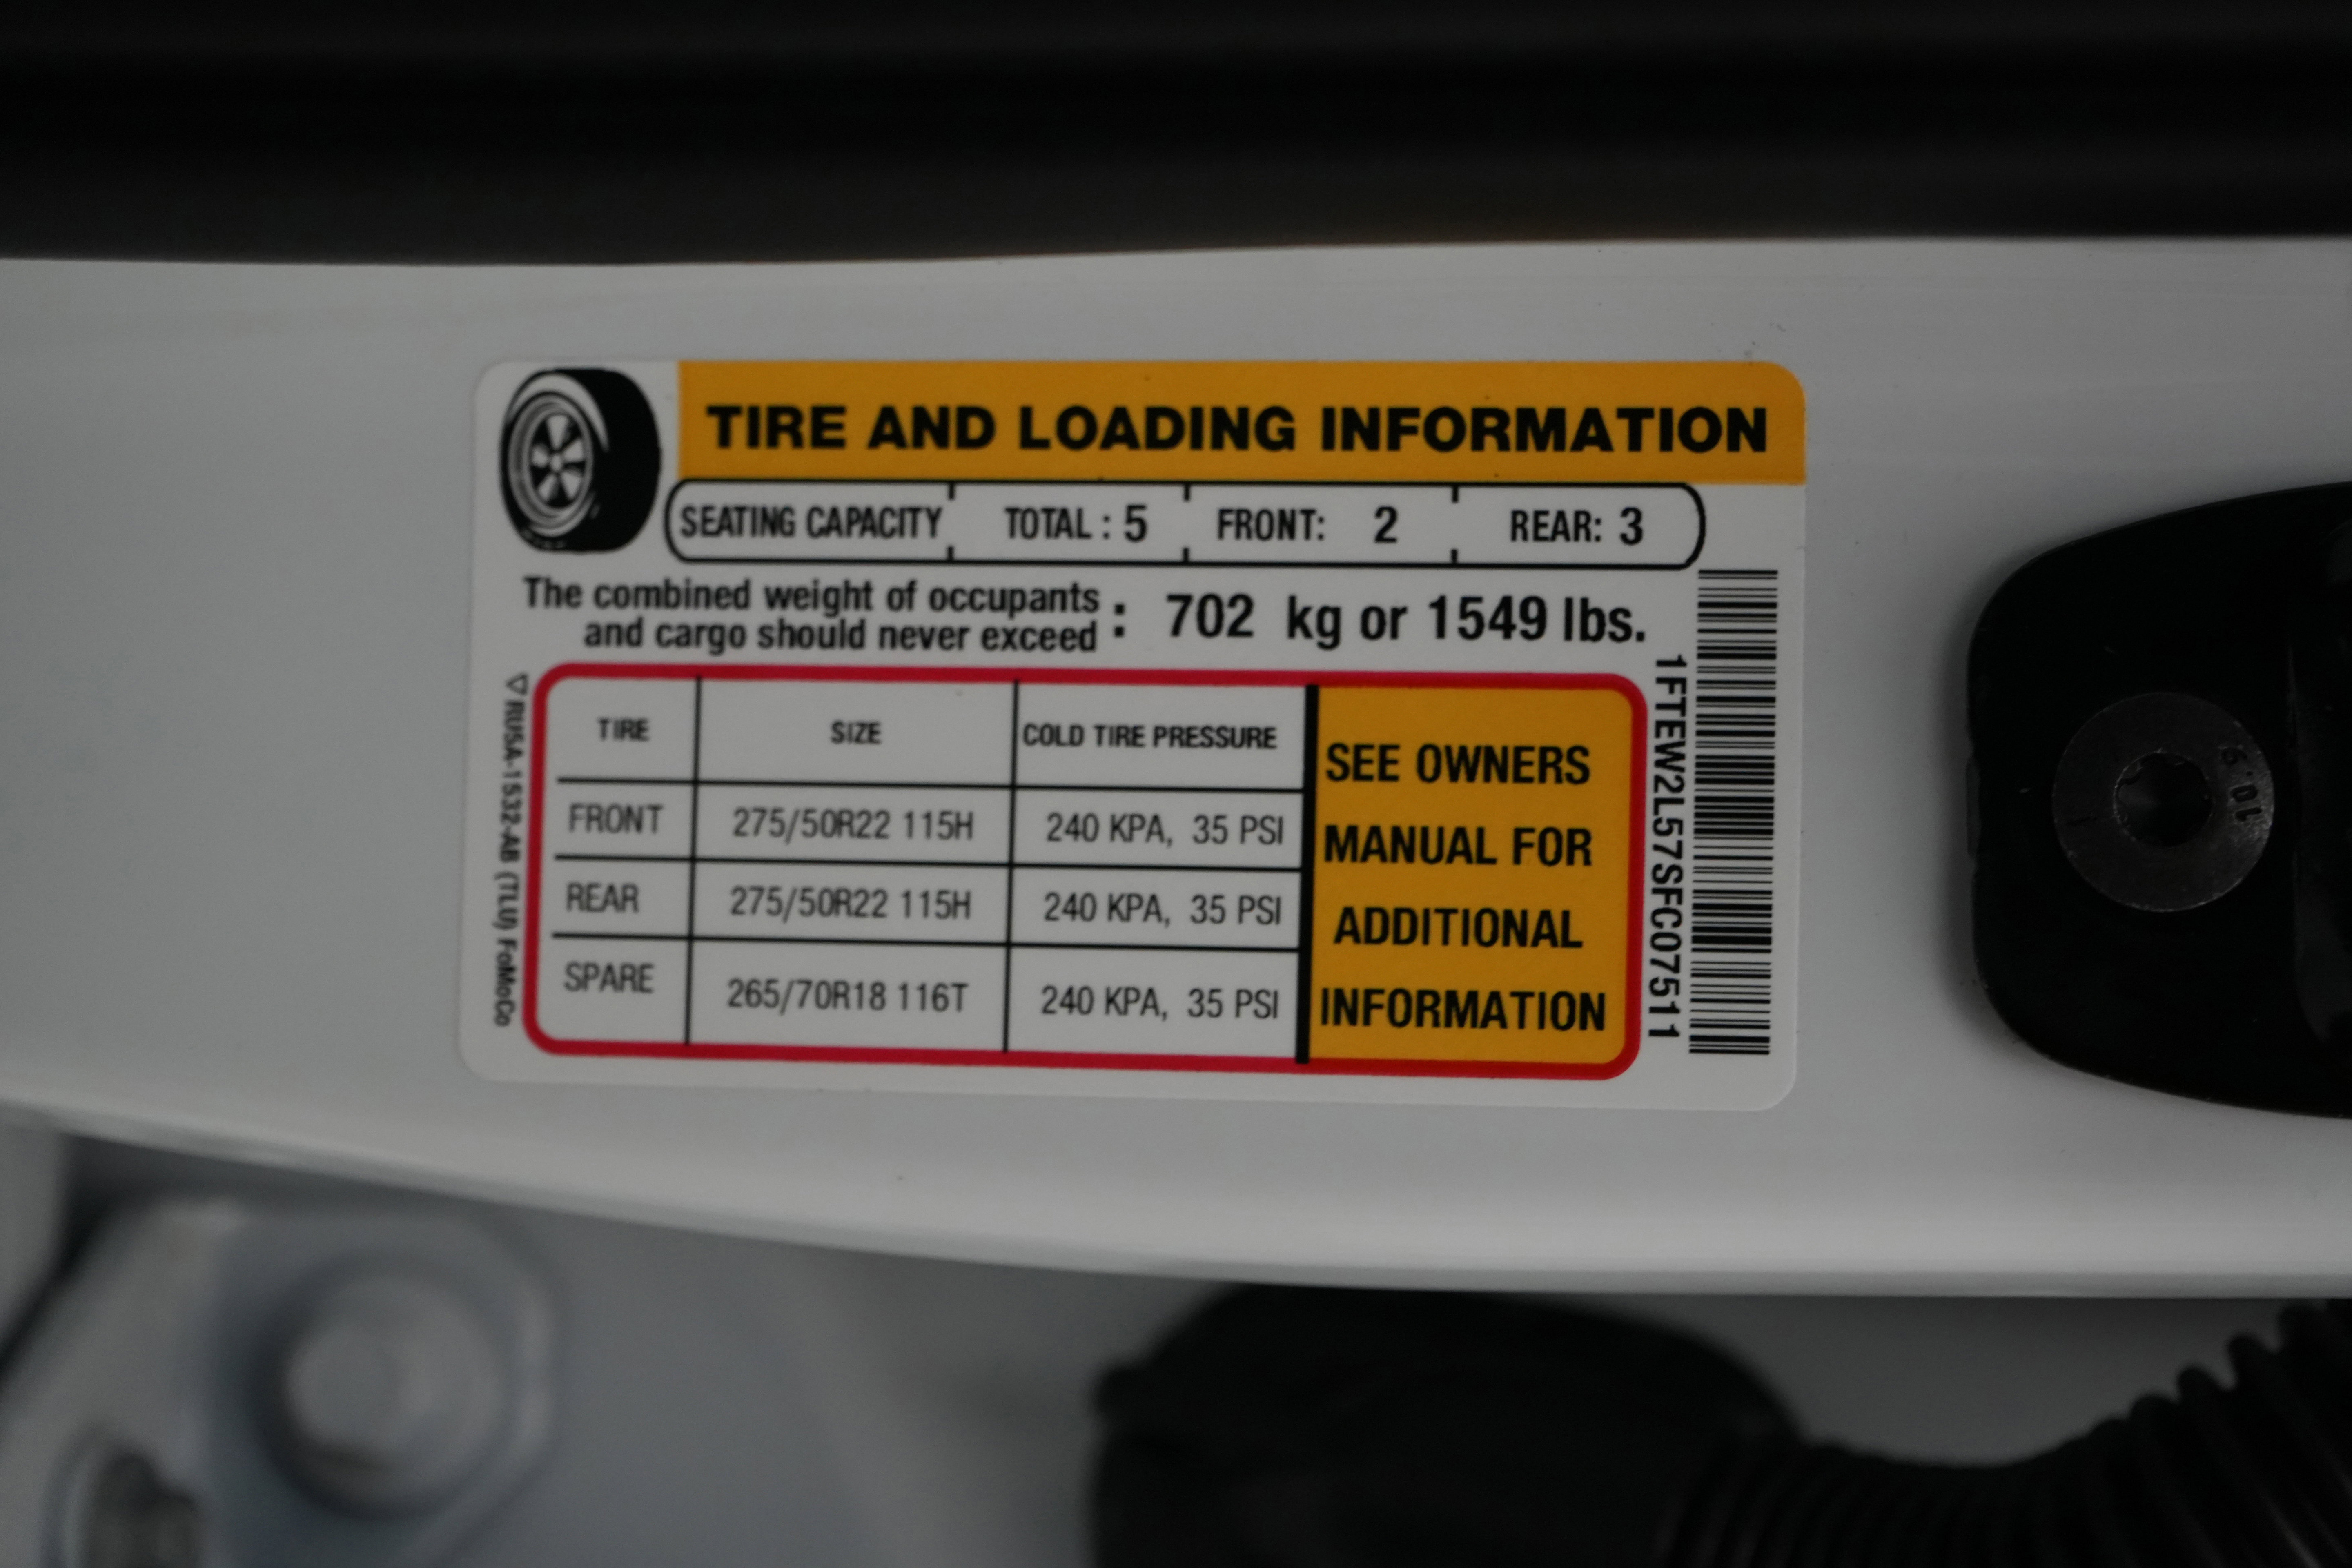 TIRE AND LOADING INFORMATION
SEATING CAPACITY TOTAL : 5 FRONT: 2 REAR: 3
The combined weight of occupants
and cargo should never exceed : 702 kg or 1549 lbs.
TIRE SIZE COLD TIRE PRESSURE
FRONT 275/50R22 115H 240 KPA, 35 PSI
REAR 275/50R22 115H 240 KPA, 35 PSI
SPARE 265/70R18 116T 240 KPA, 35 PSI
SEE OWNERS
MANUAL FOR
ADDITIONAL
INFORMATION
1FTEW2L57SFC07511
RU5A-1532-AB (TLU) FoMoCo
10.9